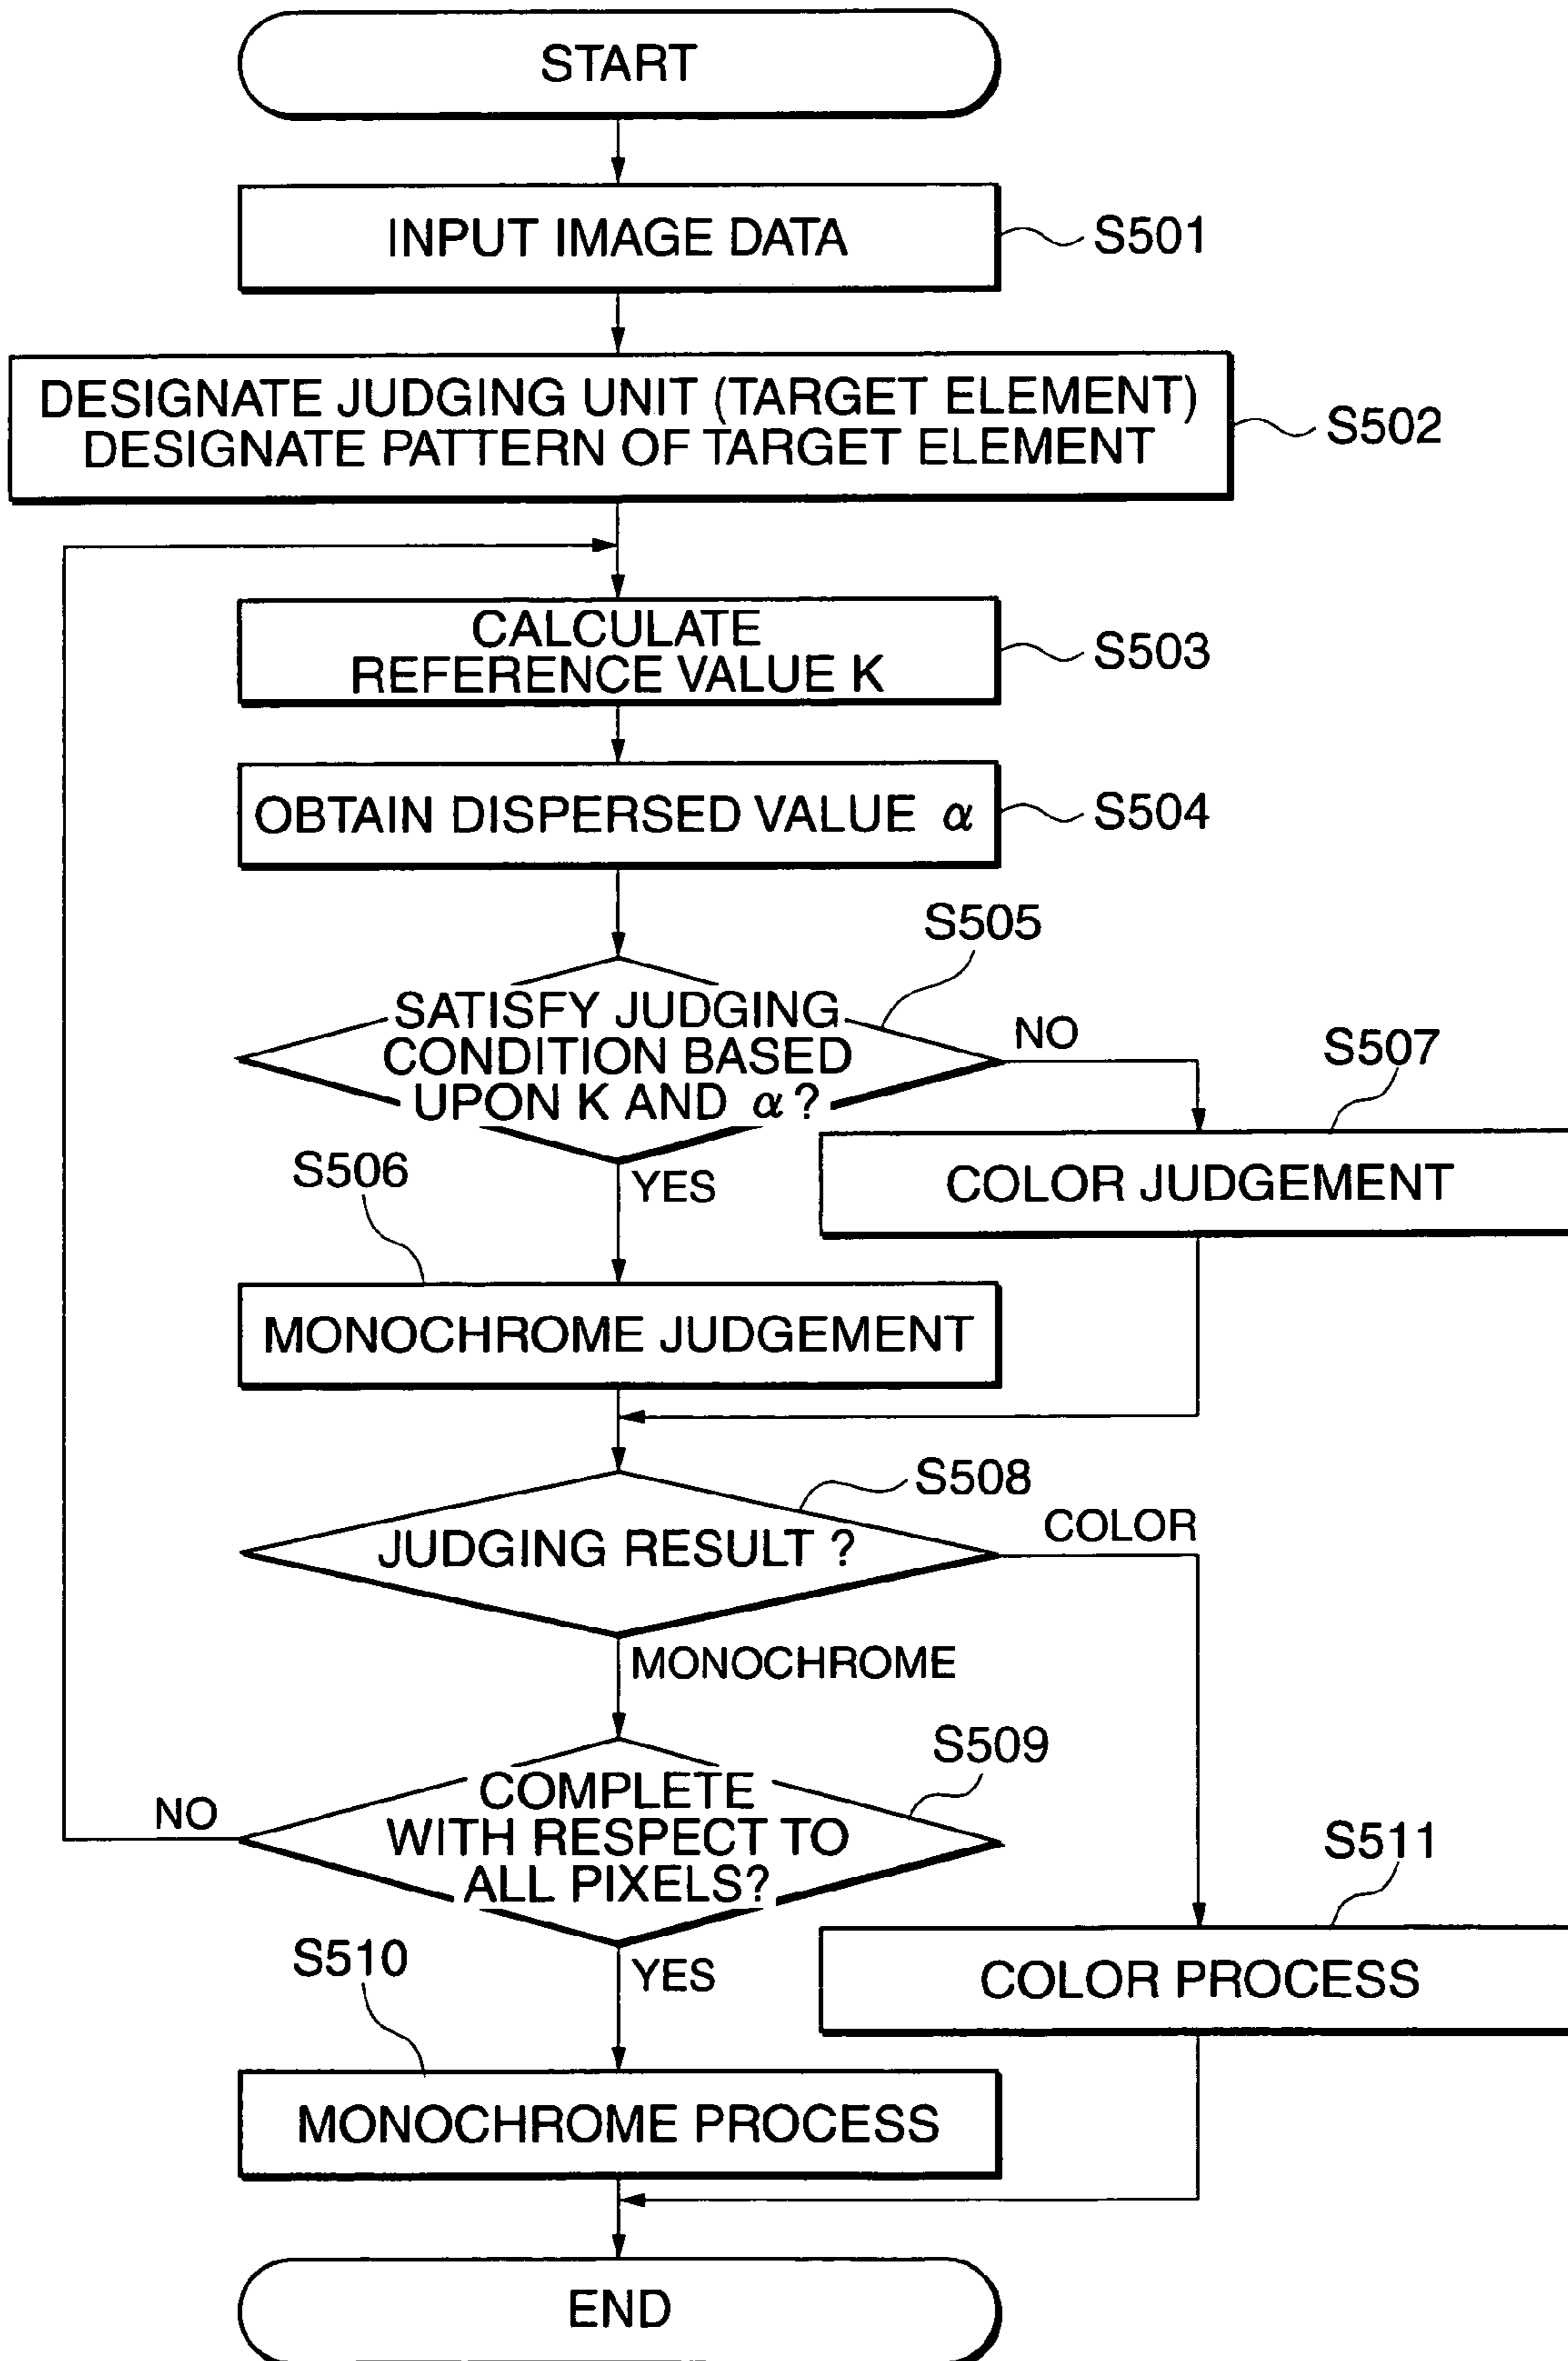 START
INPUT IMAGE DATA
S501
DESIGNATE JUDGING UNIT (TARGET ELEMENT)
DESIGNATE PATTERN OF TARGET ELEMENT
S502
CALCULATE
REFERENCE VALUE K
S503
OBTAIN DISPERSED VALUE α
S504
S505
SATISFY JUDGING
CONDITION BASED
UPON K AND α ?
NO
S507
COLOR JUDGEMENT
YES
S506
MONOCHROME JUDGEMENT
S508
JUDGING RESULT ?
COLOR
MONOCHROME
S509
COMPLETE
WITH RESPECT TO
ALL PIXELS?
NO
S511
COLOR PROCESS
YES
S510
MONOCHROME PROCESS
END